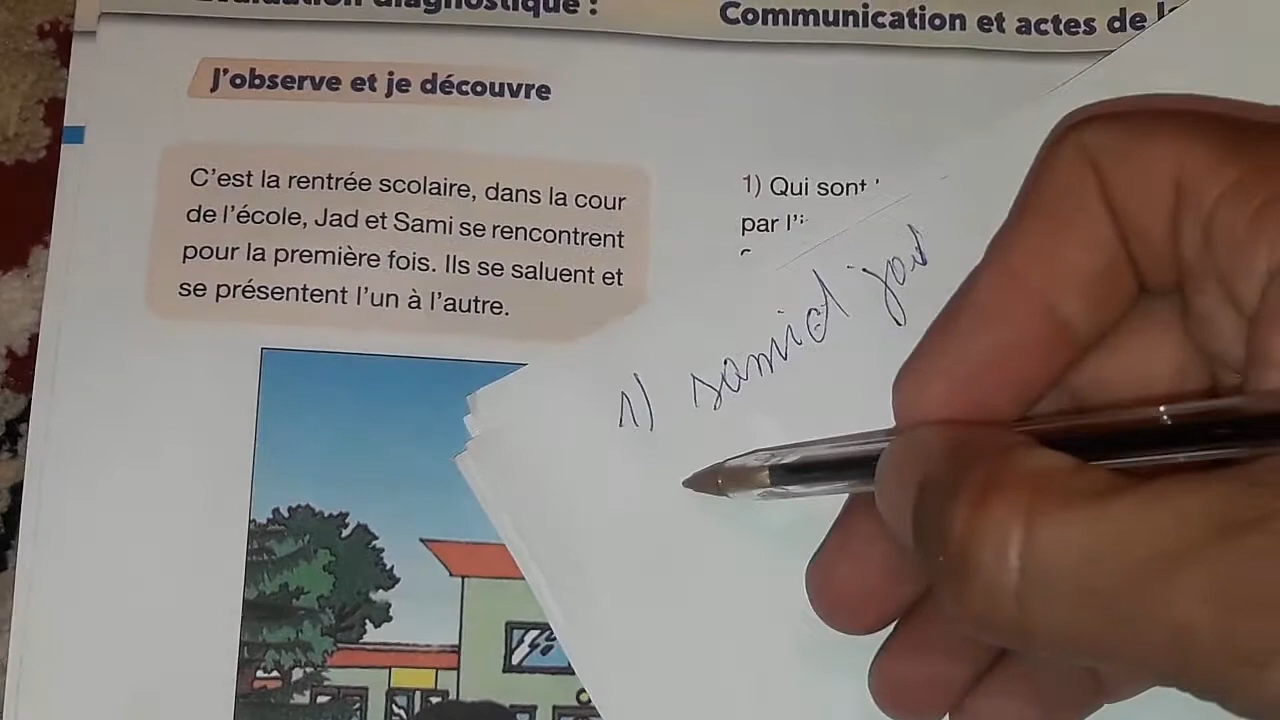 diagnostique :
Communication et actes de
J'observe et je découvre
C'est la rentrée scolaire, dans la cour
de l'école, Jad et Sami se rencontrent
pour la première fois. Ils se saluent et
se présentent l'un à l'autre.
1) Qui sont
par l'
1) sami et jad